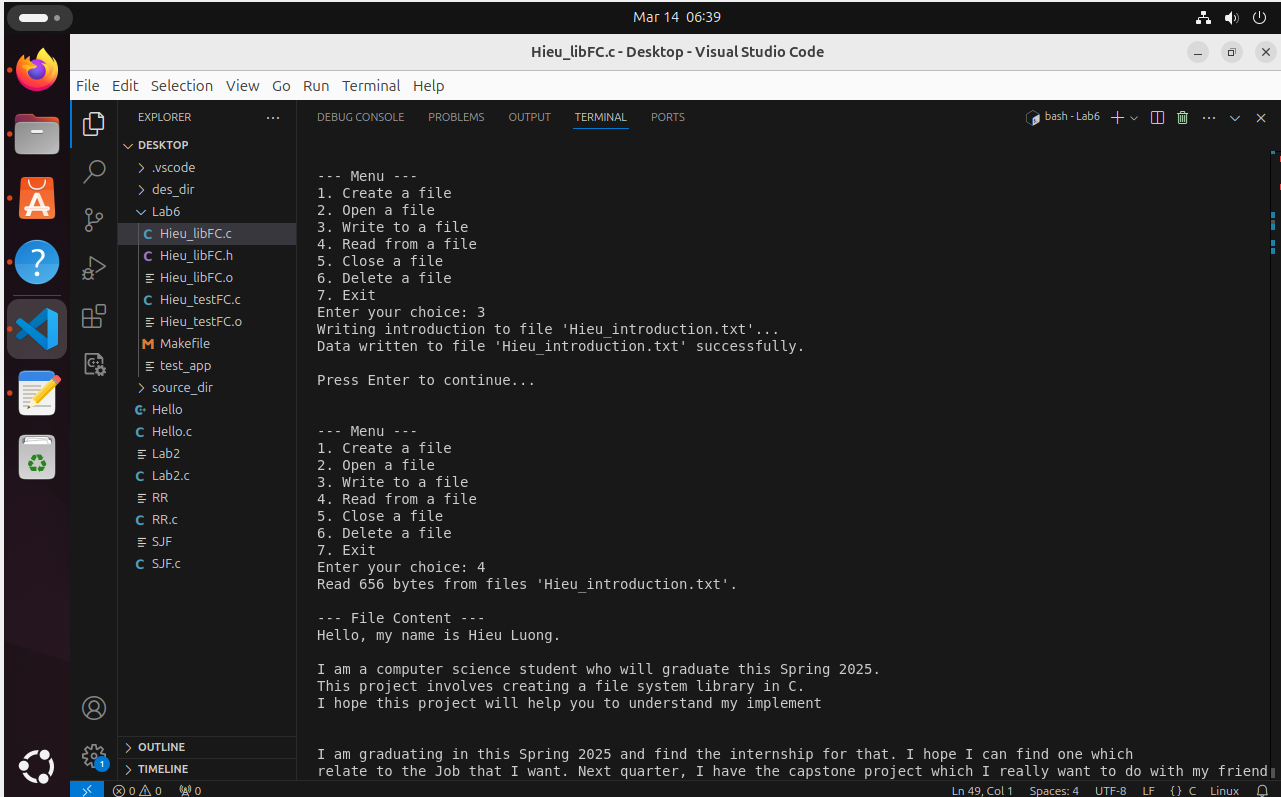 Mar 14 06:39
Hieu_libFC.c - Desktop - Visual Studio Code
File Edit Selection View Go Run Terminal Help
EXPLORER
DESKTOP
.vscode
des_dir
Lab6
C Hieu_libFC.c
C Hieu_libFC.h
Hieu_libFC.o
C Hieu_testFC.c
Hieu_testFC.o
M Makefile
test_app
source_dir
Hello
C Hello.c
Lab2
C Lab2.c
RR
C RR.c
SJF
C SJF.c
OUTLINE
TIMELINE
1
DEBUG CONSOLE PROBLEMS OUTPUT TERMINAL PORTS
bash - Lab6
--- Menu ---
1. Create a file
2. Open a file
3. Write to a file
4. Read from a file
5. Close a file
6. Delete a file
7. Exit
Enter your choice: 3
Writing introduction to file 'Hieu_introduction.txt'...
Data written to file 'Hieu_introduction.txt' successfully.
Press Enter to continue...
--- Menu ---
1. Create a file
2. Open a file
3. Write to a file
4. Read from a file
5. Close a file
6. Delete a file
7. Exit
Enter your choice: 4
Read 656 bytes from files 'Hieu_introduction.txt'.
--- File Content ---
Hello, my name is Hieu Luong.
I am a computer science student who will graduate this Spring 2025.
This project involves creating a file system library in C.
I hope this project will help you to understand my implement
I am graduating in this Spring 2025 and find the internship for that. I hope I can find one which
relate to the Job that I want. Next quarter, I have the capstone project which I really want to do with my friend
0 0 0 Ln 49, Col 1 Spaces: 4 UTF-8 LF {} C Linux